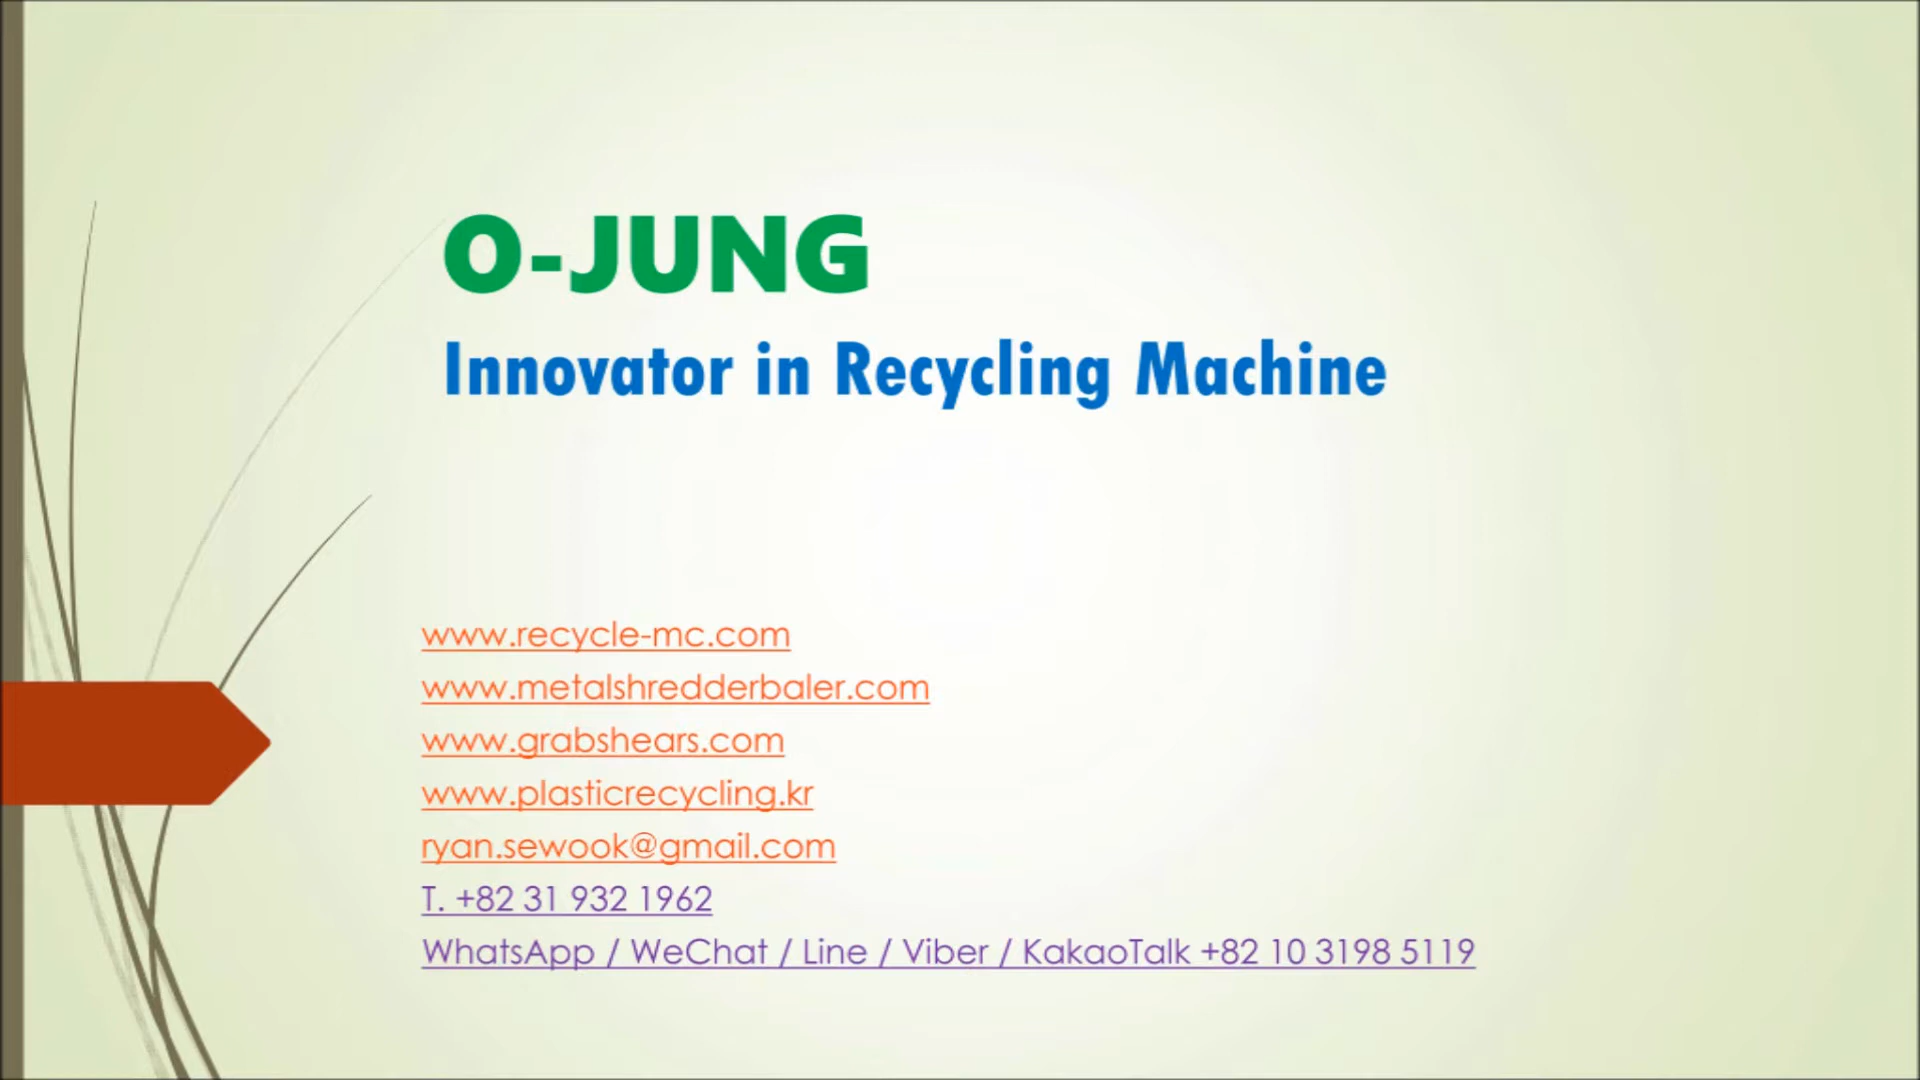 O-JUNG
Innovator in Recycling Machine
www.recycle-mc.com
www.metalshredderbaler.com
www.grabshears.com
www.plasticrecycling.kr
ryan.sewook@gmail.com
T. +82 31 932 1962
WhatsApp / WeChat / Line / Viber / KakaoTalk +82 10 3198 5119